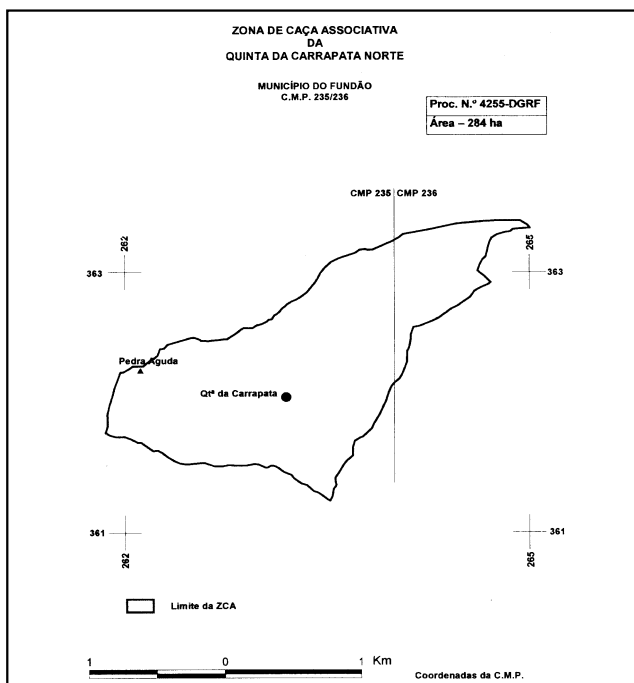 ZONA DE CAÇA ASSOCIATIVA
DA
QUINTA DA CARRAPATA NORTE
MUNICÍPIO DO FUNDÃO
C.M.P. 235/236
Proc. N.º 4255-DGRF
Área – 284 ha
CMP 235 CMP 236
262
265
363
363
Pedra Aguda
Qtª da Carrapata
361
361
262
265
Limite da ZCA
1 0 1 Km
Coordenadas da C.M.P.